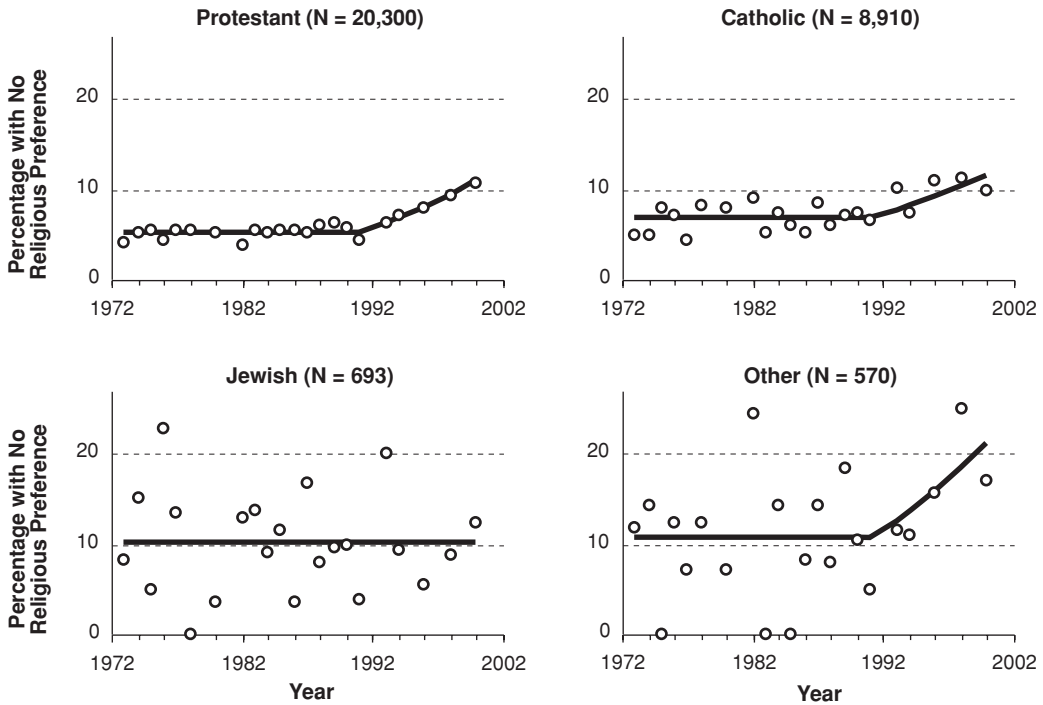 Protestant (N = 20,300)
Percentage with No
Religious Preference
20
10
0
1972 1982 1992 2002
Catholic (N = 8,910)
20
10
0
1972 1982 1992 2002
Jewish (N = 693)
Percentage with No
Religious Preference
20
10
0
1972 1982 1992 2002
Year
Other (N = 570)
20
10
0
1972 1982 1992 2002
Year